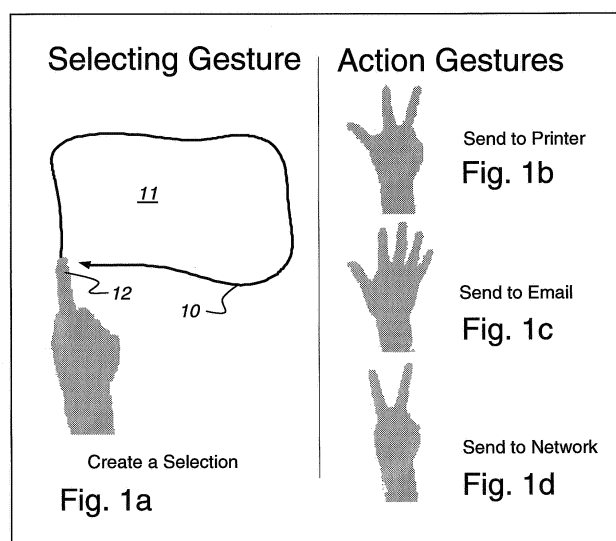 Selecting Gesture
11
12
10
Create a Selection
Fig. 1a
Action Gestures
Send to Printer
Fig. 1b
Send to Email
Fig. 1c
Send to Network
Fig. 1d